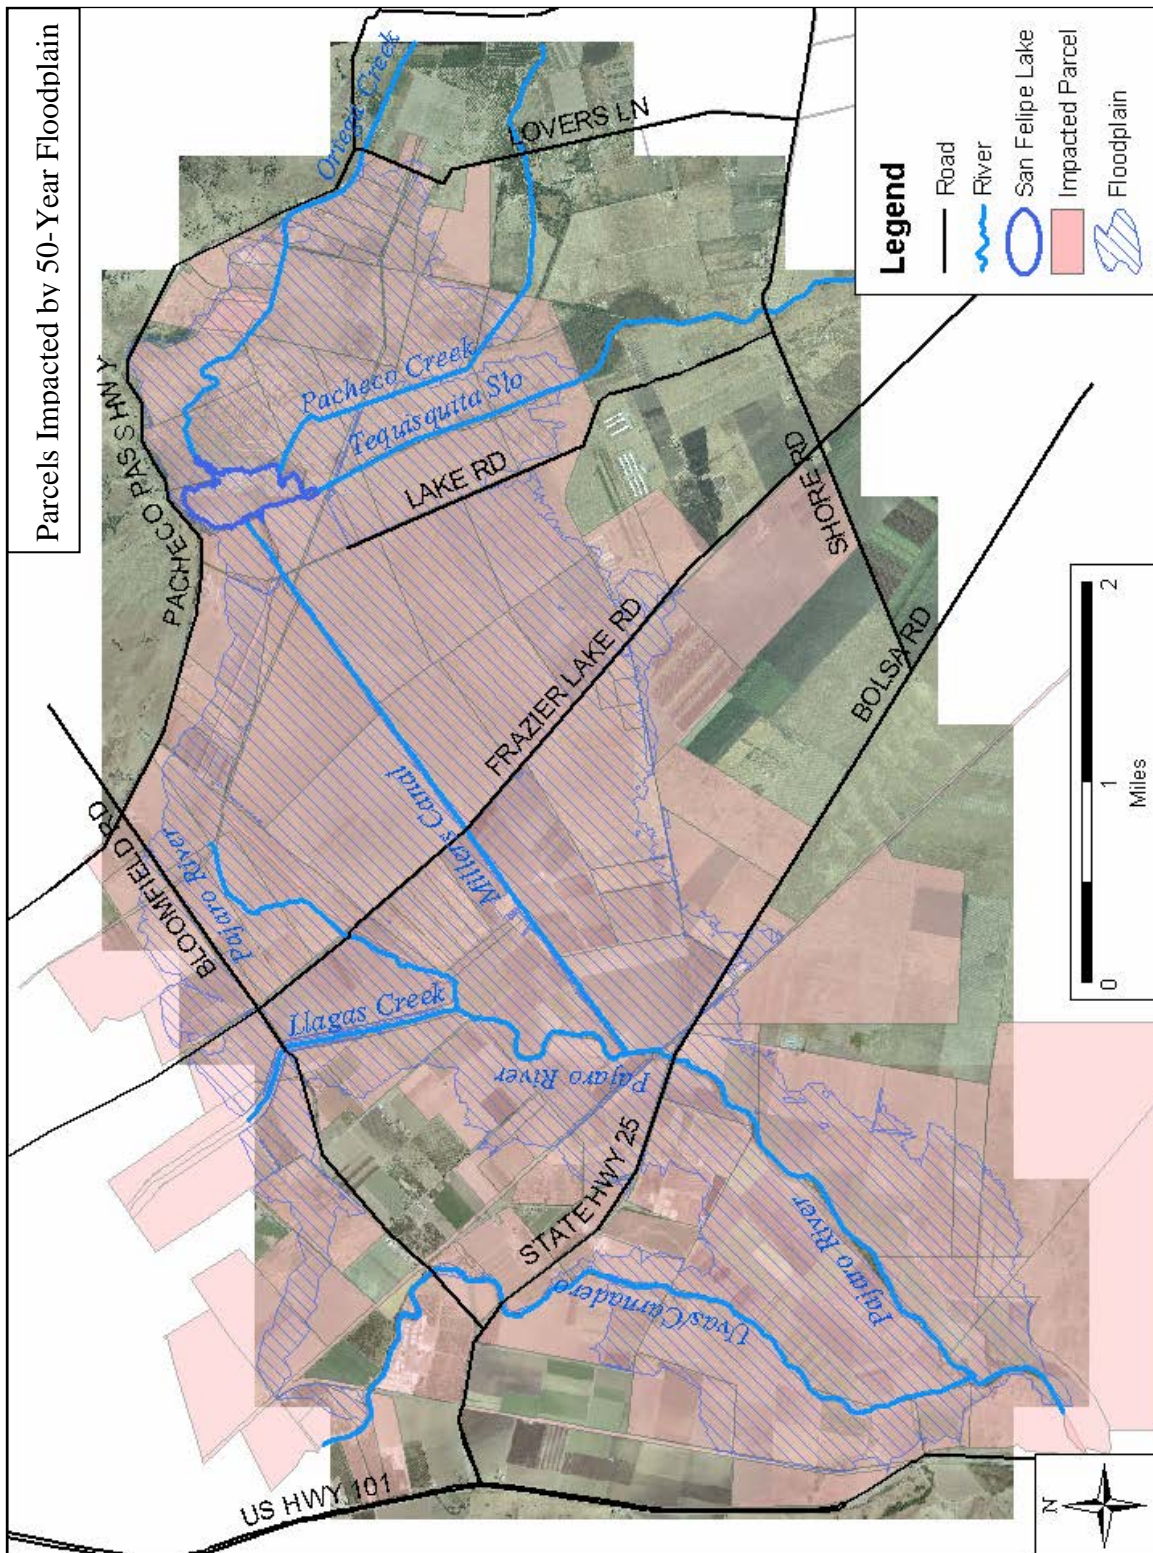 Parcels Impacted by 50-Year Floodplain
PACHECO PASS HWY
Ortega Creek
LOVERS LN
Pacheco Creek
Tequisquita Slo
LAKE RD
BLOOMFIELD RD
Pajaro River
Millers Canal
FRAZIER LAKE RD
SHORE RD
BOLSA RD
Llagas Creek
Pajaro River
STATE HWY 25
US HWY 101
Uvas/Carnadero
Pajaro River
Legend
Road
River
San Felipe Lake
Impacted Parcel
Floodplain
0 1 2
Miles
N